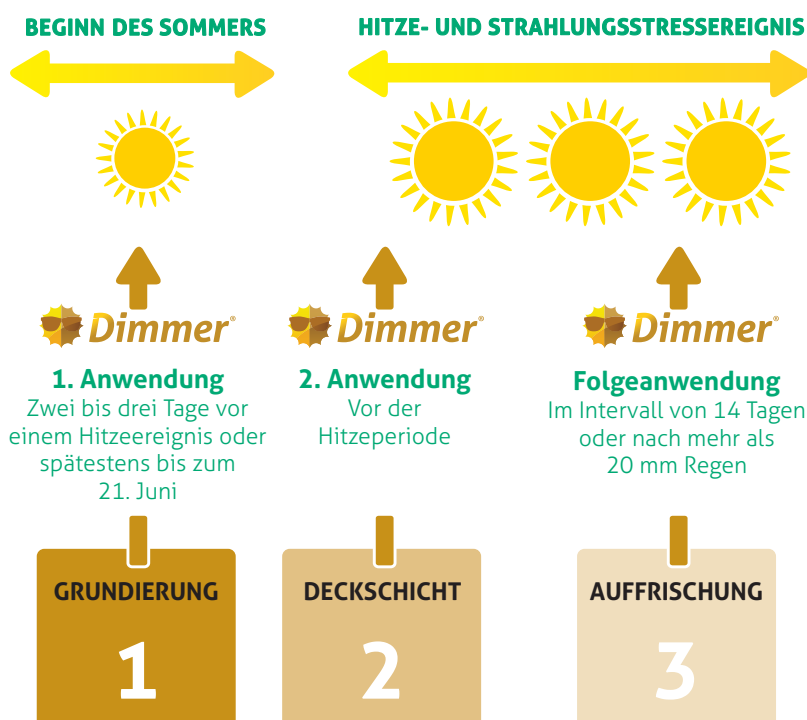 BEGINN DES SOMMERS
HITZE- UND STRAHLUNGSSTRESSEREIGNIS
Dimmer®
1. Anwendung
Zwei bis drei Tage vor
einem Hitzeereignis oder
spätestens bis zum
21. Juni
GRUNDIERUNG
1
Dimmer®
2. Anwendung
Vor der
Hitzeperiode
DECKSCHICHT
2
Dimmer®
Folgeanwendung
Im Intervall von 14 Tagen
oder nach mehr als
20 mm Regen
AUFFRISCHUNG
3